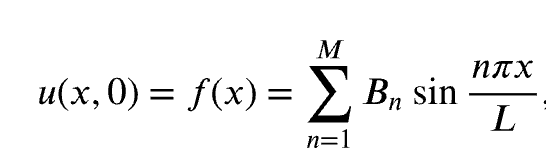 u(x, 0) = f(x) = \sum_{n=1}^{M} B_n \sin \frac{n\pi x}{L},